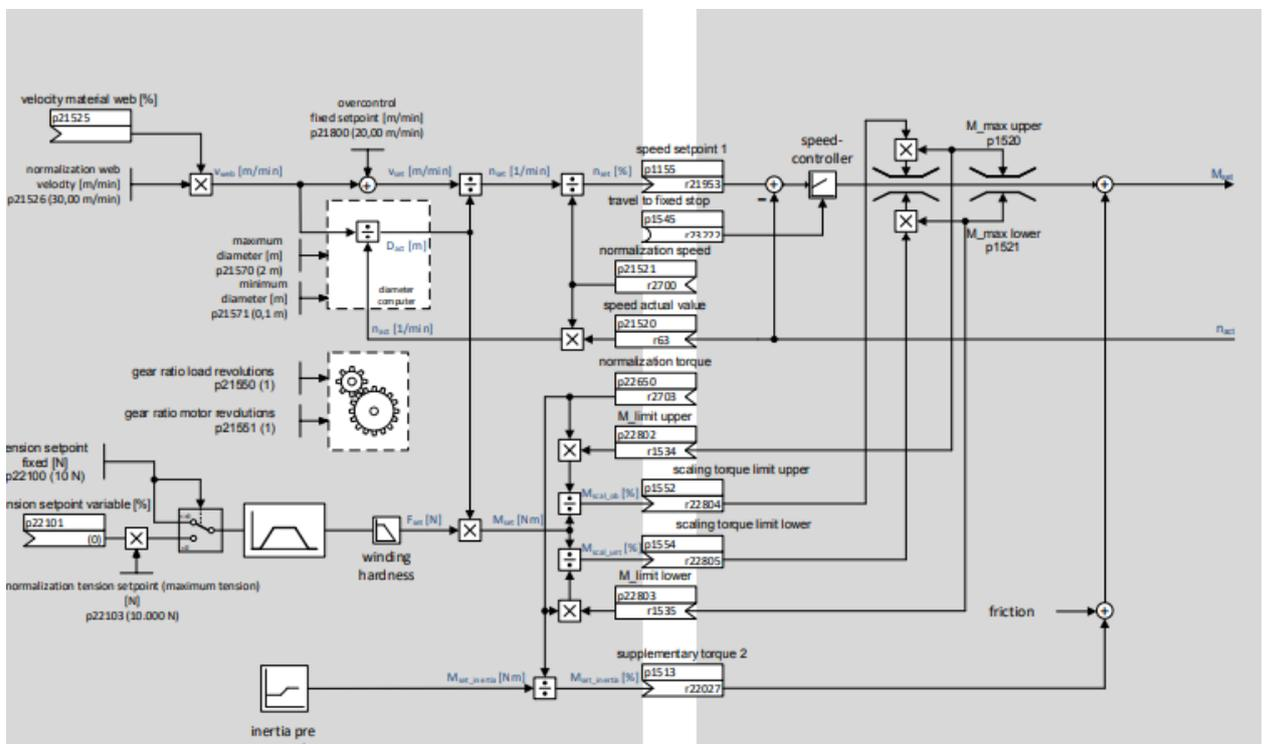 velocity material web [%]
p21525
normalization web
velocity [m/min]
p21526 (30,00 m/min)
v_web [m/min]
overcontrol
fixed setpoint [m/min]
p21800 (20,00 m/min)
v_set [m/min]
n_set [1/min]
n_set [%]
speed setpoint 1
p1155
r21953
travel to fixed stop
p1545
r23222
normalization speed
p21521
r2700
speed actual value
p21520
r63
normalization torque
p22650
r2703
M_limit upper
p22802
r1534
scaling torque limit upper
p1552
r22804
scaling torque limit lower
p1554
r22805
M_limit lower
p22803
r1535
supplementary torque 2
p1513
r22027
speed-
controller
M_max upper
p1520
M_max lower
p1521
M_set
n_act
friction
maximum
diameter [m]
p21570 (2 m)
minimum
diameter [m]
p21571 (0,1 m)
D_act [m]
diameter
computer
n_act [1/min]
gear ratio load revolutions
p21550 (1)
gear ratio motor revolutions
p21551 (1)
ension setpoint
fixed [N]
p22100 (10 N)
nsion setpoint variable [%]
p22101
(0)
normalization tension setpoint (maximum tension)
[N]
p22103 (10.000 N)
winding
hardness
F_set [N]
M_set [Nm]
M_scal_ob [%]
M_scal_unt [%]
M_set_inertia [Nm]
M_set_inertia [%]
inertia pre